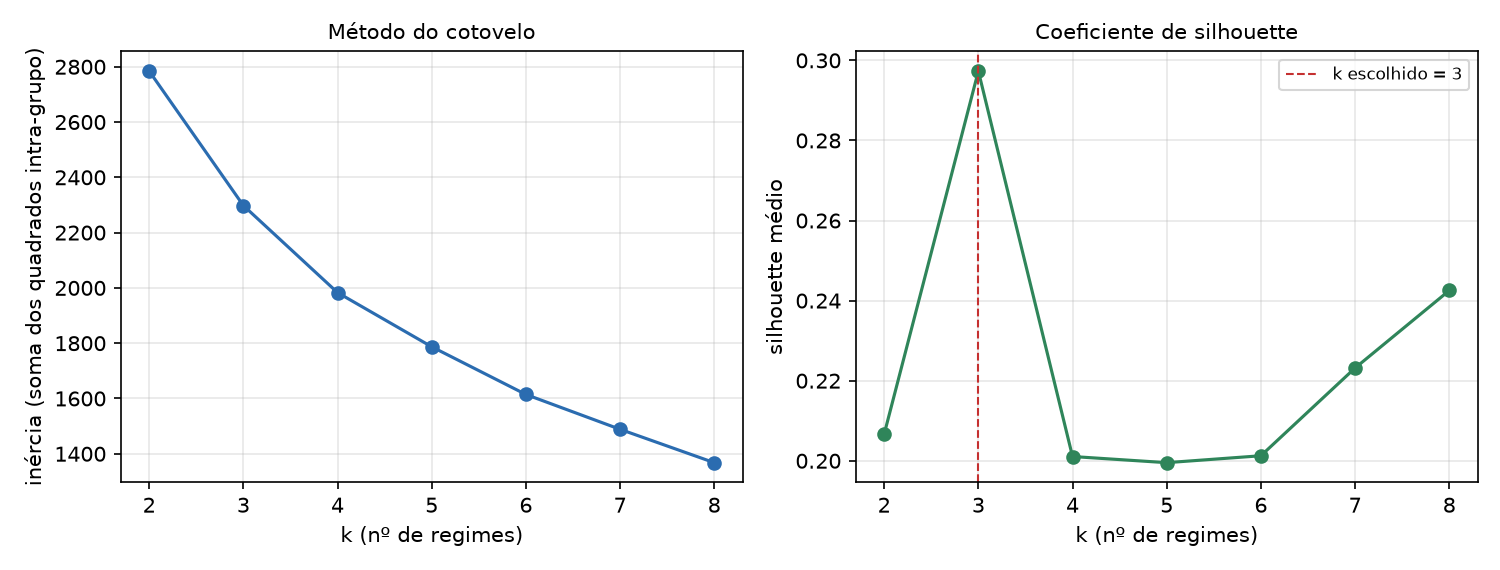 Método do cotovelo
inércia (soma dos quadrados intra-grupo)
2800
2600
2400
2200
2000
1800
1600
1400
2 3 4 5 6 7 8
k (nº de regimes)
Coeficiente de silhouette
silhouette médio
0.30
0.28
0.26
0.24
0.22
0.20
k escolhido = 3
2 3 4 5 6 7 8
k (nº de regimes)